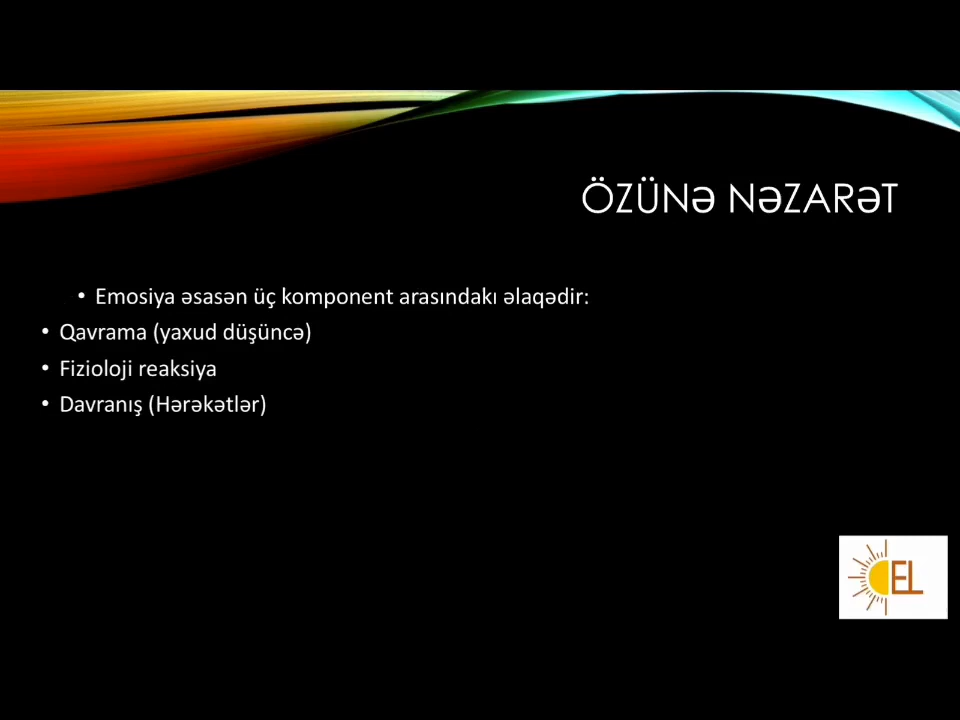 ÖZÜNƏ NƏZARƏT
• Emosiya əsasən üç komponent arasındakı əlaqədir:
• Qavrama (yaxud düşüncə)
• Fizioloji reaksiya
• Davranış (Hərəkətlər)
EL